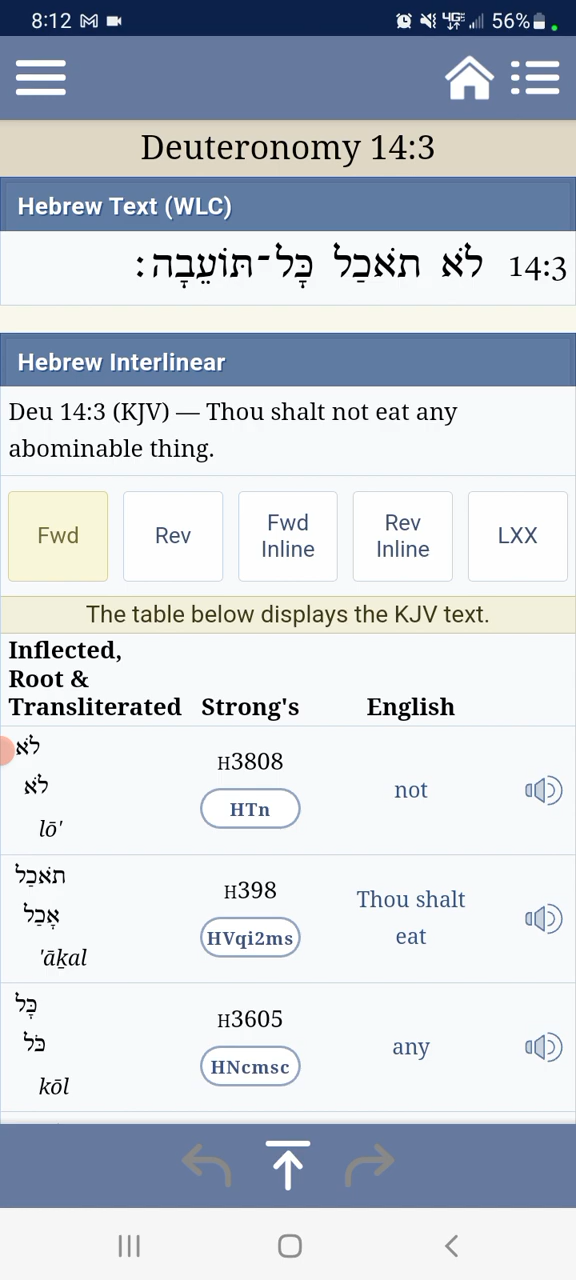 8:12
4GE 56%
Deuteronomy 14:3
Hebrew Text (WLC)
14:3 לֹא תֹאכַל כָּל־תּוֹעֵבָה׃
Hebrew Interlinear
Deu 14:3 (KJV) — Thou shalt not eat any
abominable thing.
Fwd
Rev
Fwd
Inline
Rev
Inline
LXX
The table below displays the KJV text.
Inflected,
Root &
Transliterated Strong's English
לֹא
לֹא
lō'
H3808
HTn
not
תֹאכַל
אָכַל
'āḵal
H398
HVqi2ms
Thou shalt
eat
כָּל
כֹּל
kōl
H3605
HNcmsc
any